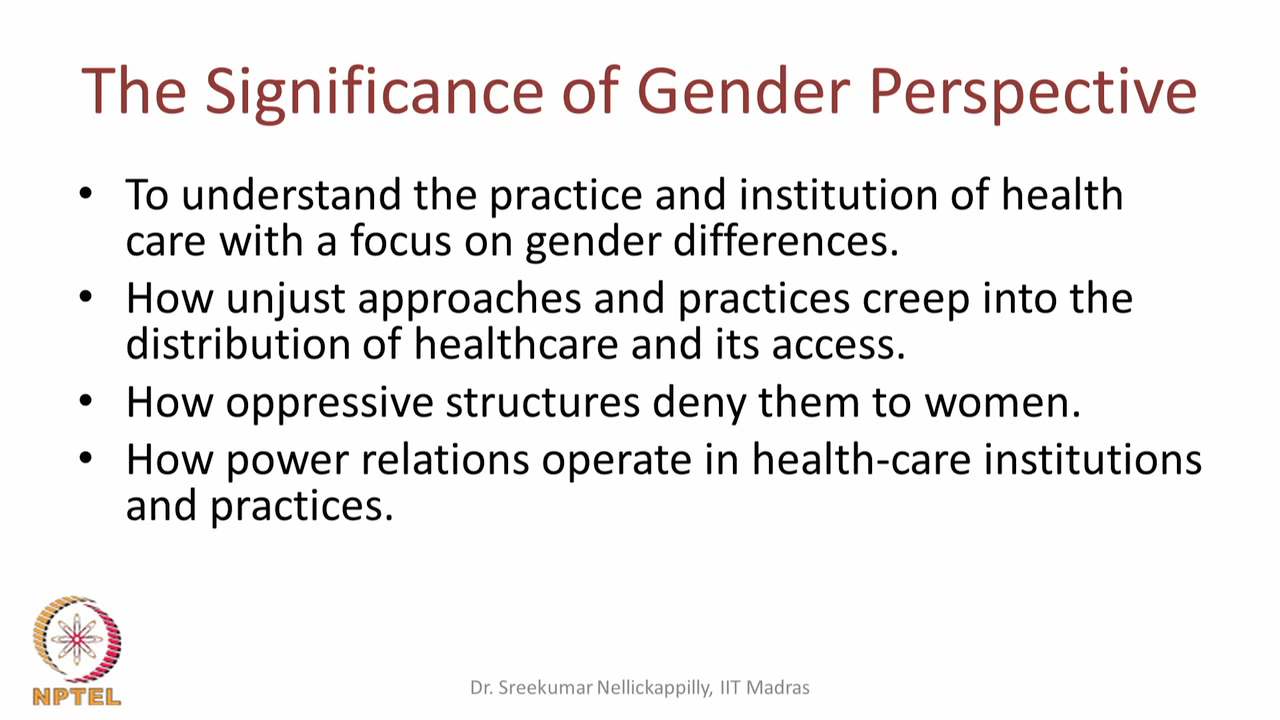 The Significance of Gender Perspective
• To understand the practice and institution of health
care with a focus on gender differences.
• How unjust approaches and practices creep into the
distribution of healthcare and its access.
• How oppressive structures deny them to women.
• How power relations operate in health-care institutions
and practices.
NPTEL
Dr. Sreekumar Nellickappilly, IIT Madras